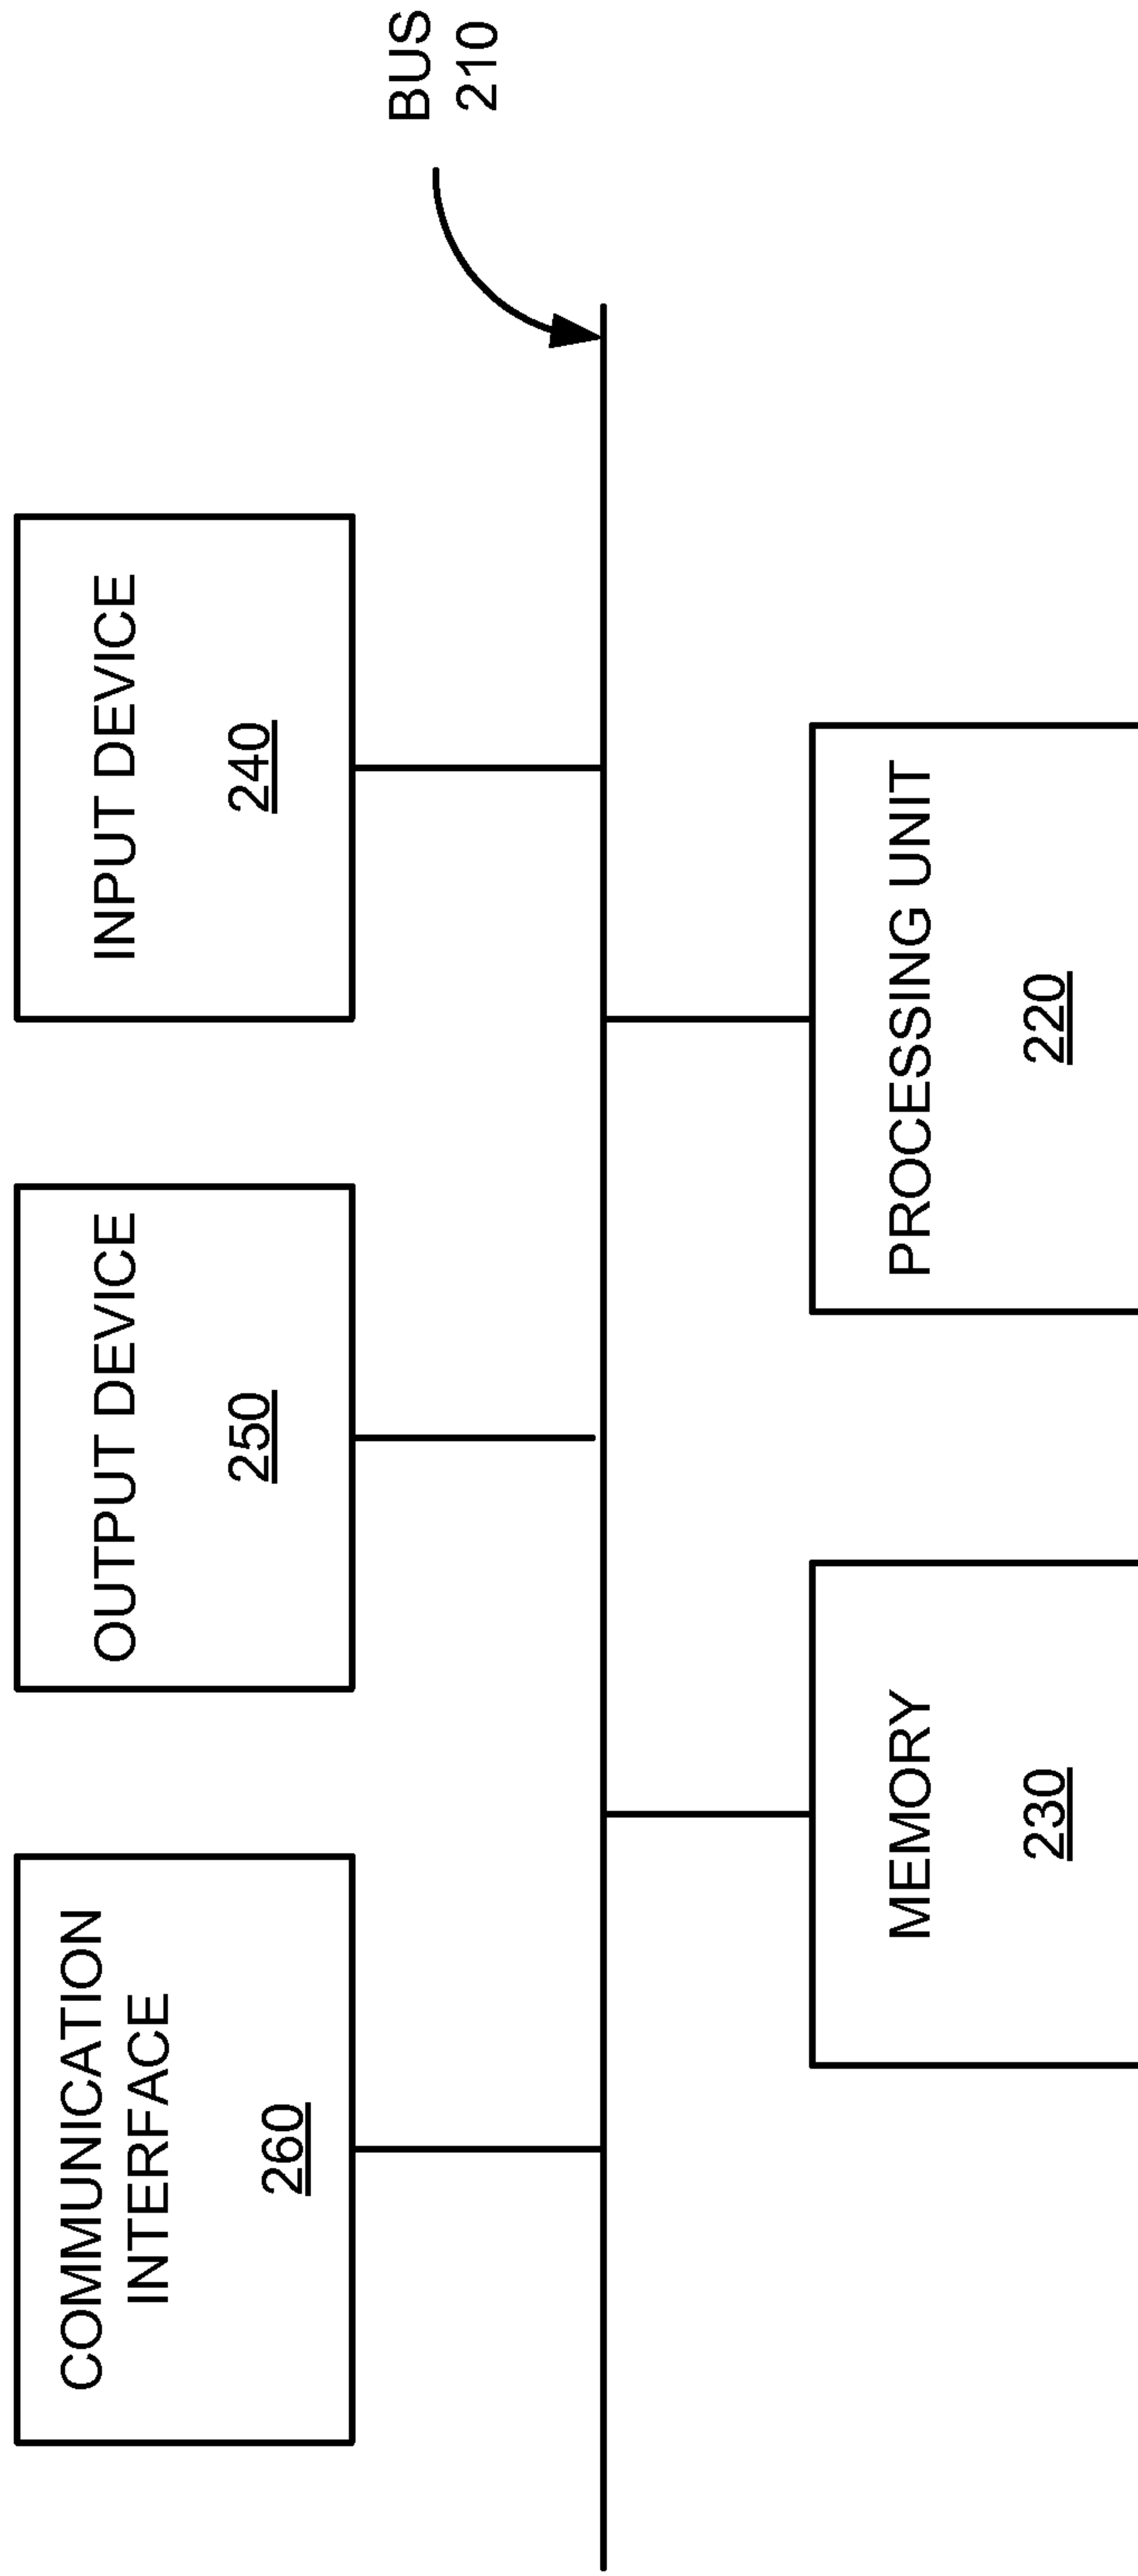 COMMUNICATION
INTERFACE
260
OUTPUT DEVICE
250
INPUT DEVICE
240
BUS
210
MEMORY
230
PROCESSING UNIT
220